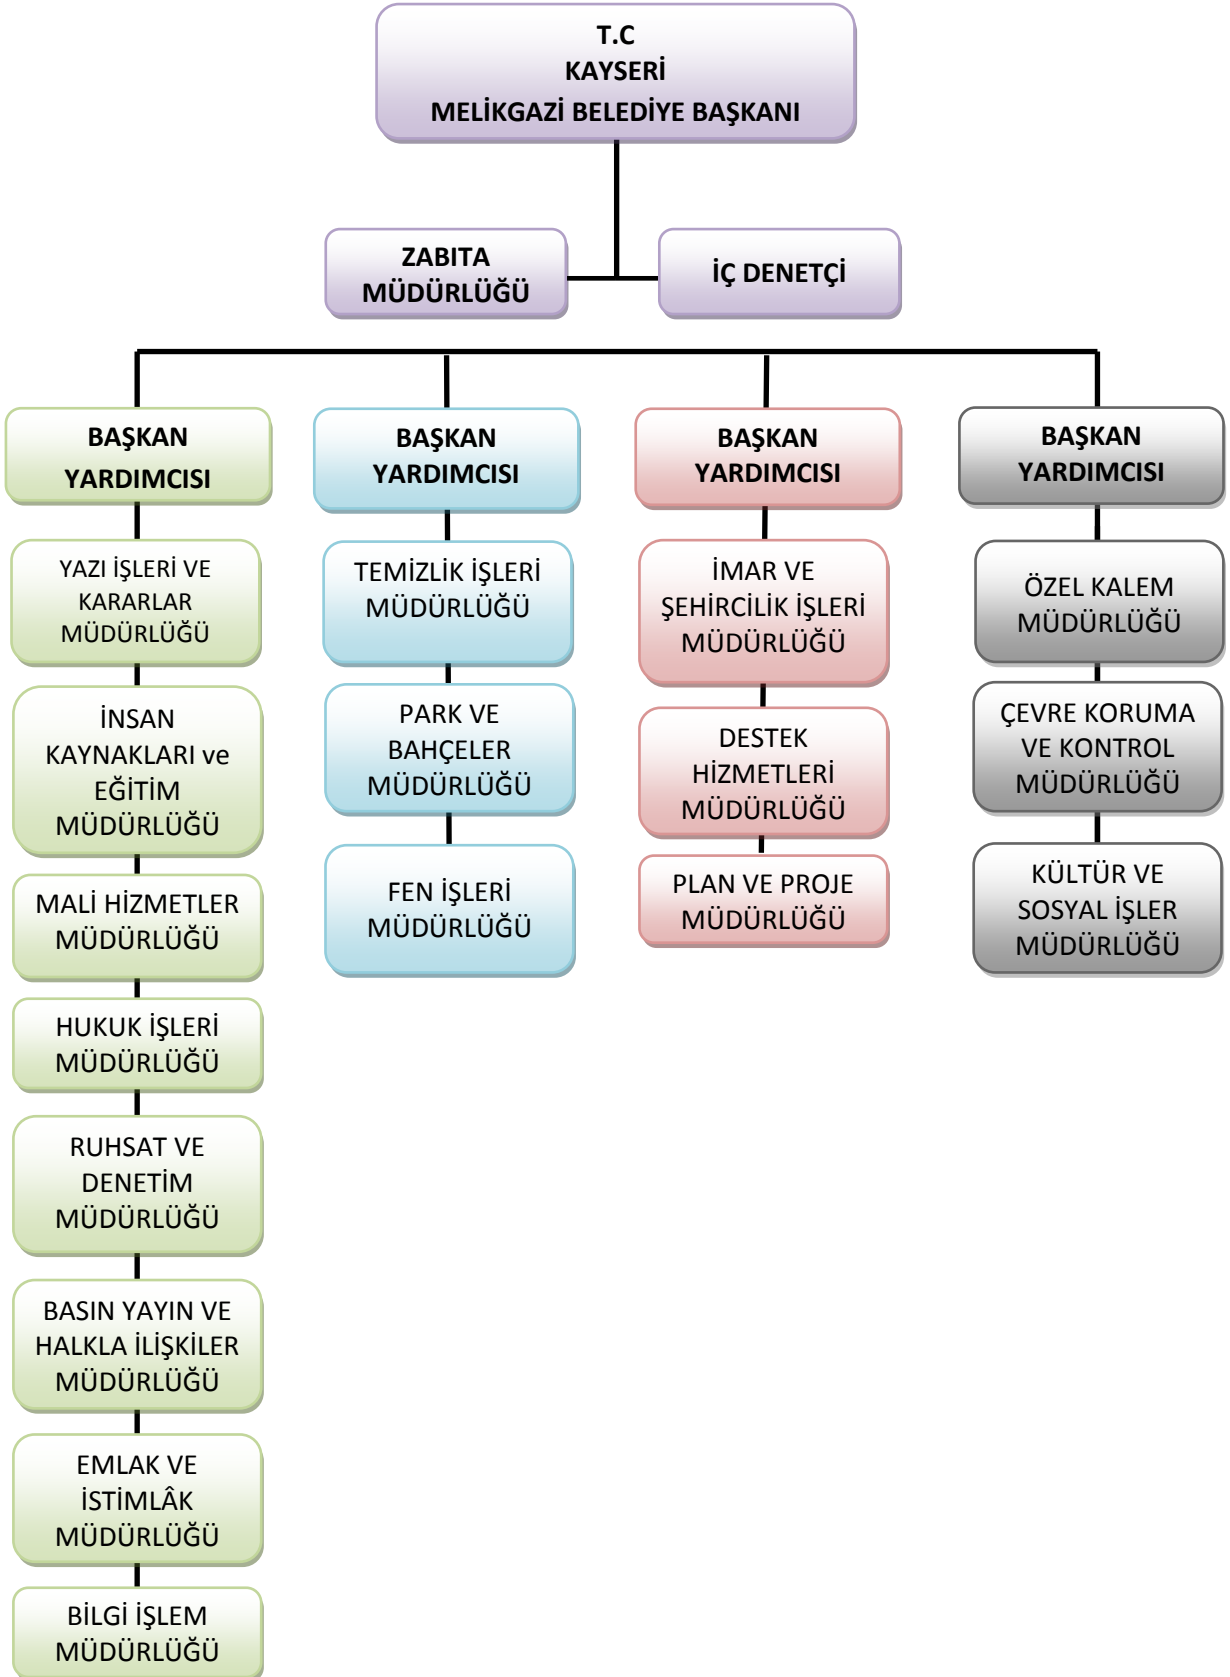 T.C
KAYSERİ
MELİKGAZİ BELEDİYE BAŞKANI
ZABITA
MÜDÜRLÜĞÜ
İÇ DENETÇİ
BAŞKAN
YARDIMCISI
YAZI İŞLERİ VE
KARARLAR
MÜDÜRLÜĞÜ
İNSAN
KAYNAKLARI ve
EĞİTİM
MÜDÜRLÜĞÜ
MALİ HİZMETLER
MÜDÜRLÜĞÜ
HUKUK İŞLERİ
MÜDÜRLÜĞÜ
RUHSAT VE
DENETİM
MÜDÜRLÜĞÜ
BASIN YAYIN VE
HALKLA İLİŞKİLER
MÜDÜRLÜĞÜ
EMLAK VE
İSTİMLÂK
MÜDÜRLÜĞÜ
BİLGİ İŞLEM
MÜDÜRLÜĞÜ
BAŞKAN
YARDIMCISI
TEMİZLİK İŞLERİ
MÜDÜRLÜĞÜ
PARK VE
BAHÇELER
MÜDÜRLÜĞÜ
FEN İŞLERİ
MÜDÜRLÜĞÜ
BAŞKAN
YARDIMCISI
İMAR VE
ŞEHİRCİLİK İŞLERİ
MÜDÜRLÜĞÜ
DESTEK
HİZMETLERİ
MÜDÜRLÜĞÜ
PLAN VE PROJE
MÜDÜRLÜĞÜ
BAŞKAN
YARDIMCISI
ÖZEL KALEM
MÜDÜRLÜĞÜ
ÇEVRE KORUMA
VE KONTROL
MÜDÜRLÜĞÜ
KÜLTÜR VE
SOSYAL İŞLER
MÜDÜRLÜĞÜ